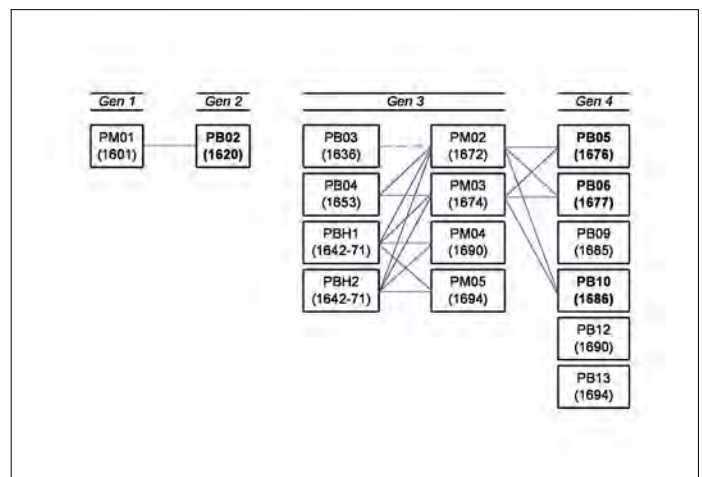 Gen 1
Gen 2
Gen 3
Gen 4
PM01
(1601)
PB02
(1620)
PB03
(1636)
PM02
(1672)
PB05
(1676)
PB04
(1653)
PM03
(1674)
PB06
(1677)
PBH1
(1642-71)
PM04
(1690)
PB09
(1685)
PBH2
(1642-71)
PM05
(1694)
PB10
(1686)
PB12
(1690)
PB13
(1694)